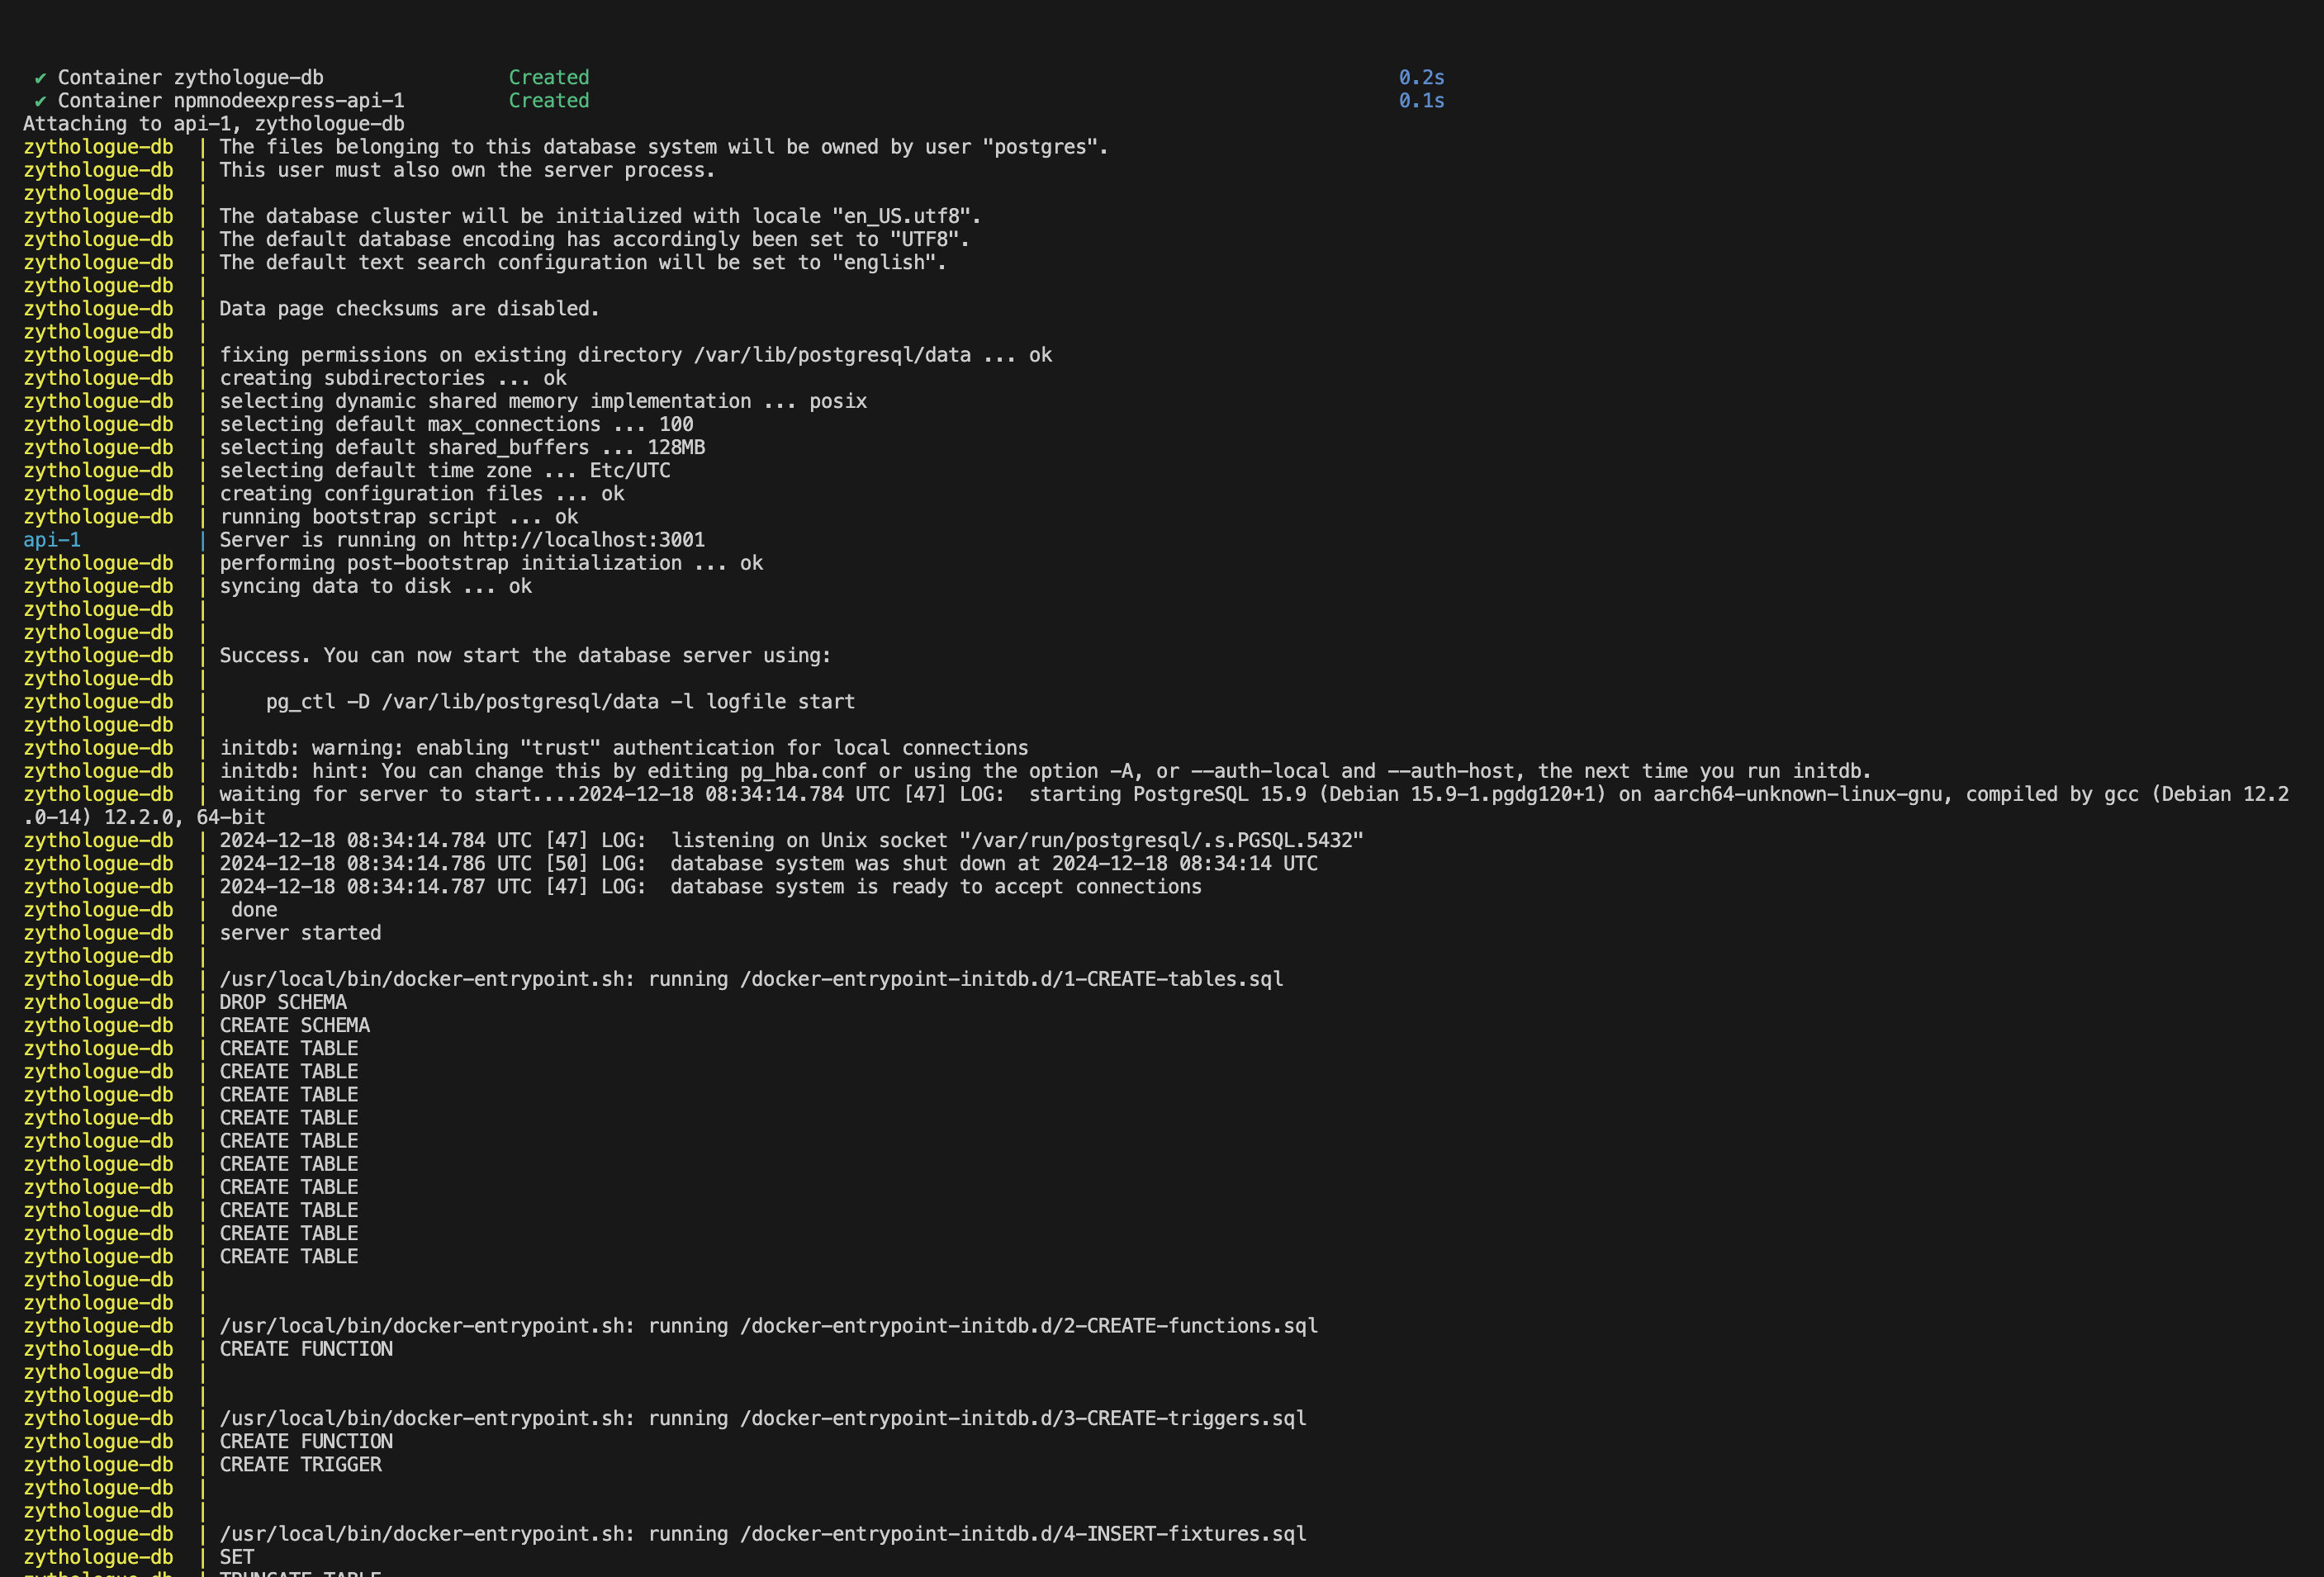 ✔ Container zythologue-db Created 0.2s
✔ Container npmnodeexpress-api-1 Created 0.1s
Attaching to api-1, zythologue-db
zythologue-db | The files belonging to this database system will be owned by user "postgres".
zythologue-db | This user must also own the server process.
zythologue-db |
zythologue-db | The database cluster will be initialized with locale "en_US.utf8".
zythologue-db | The default database encoding has accordingly been set to "UTF8".
zythologue-db | The default text search configuration will be set to "english".
zythologue-db |
zythologue-db | Data page checksums are disabled.
zythologue-db |
zythologue-db | fixing permissions on existing directory /var/lib/postgresql/data ... ok
zythologue-db | creating subdirectories ... ok
zythologue-db | selecting dynamic shared memory implementation ... posix
zythologue-db | selecting default max_connections ... 100
zythologue-db | selecting default shared_buffers ... 128MB
zythologue-db | selecting default time zone ... Etc/UTC
zythologue-db | creating configuration files ... ok
zythologue-db | running bootstrap script ... ok
api-1 | Server is running on http://localhost:3001
zythologue-db | performing post-bootstrap initialization ... ok
zythologue-db | syncing data to disk ... ok
zythologue-db |
zythologue-db |
zythologue-db | Success. You can now start the database server using:
zythologue-db |
zythologue-db | pg_ctl -D /var/lib/postgresql/data -l logfile start
zythologue-db |
zythologue-db | initdb: warning: enabling "trust" authentication for local connections
zythologue-db | initdb: hint: You can change this by editing pg_hba.conf or using the option -A, or --auth-local and --auth-host, the next time you run initdb.
zythologue-db | waiting for server to start....2024-12-18 08:34:14.784 UTC [47] LOG:  starting PostgreSQL 15.9 (Debian 15.9-1.pgdg120+1) on aarch64-unknown-linux-gnu, compiled by gcc (Debian 12.2
.0-14) 12.2.0, 64-bit
zythologue-db | 2024-12-18 08:34:14.784 UTC [47] LOG:  listening on Unix socket "/var/run/postgresql/.s.PGSQL.5432"
zythologue-db | 2024-12-18 08:34:14.786 UTC [50] LOG:  database system was shut down at 2024-12-18 08:34:14 UTC
zythologue-db | 2024-12-18 08:34:14.787 UTC [47] LOG:  database system is ready to accept connections
zythologue-db |  done
zythologue-db | server started
zythologue-db |
zythologue-db | /usr/local/bin/docker-entrypoint.sh: running /docker-entrypoint-initdb.d/1-CREATE-tables.sql
zythologue-db | DROP SCHEMA
zythologue-db | CREATE SCHEMA
zythologue-db | CREATE TABLE
zythologue-db | CREATE TABLE
zythologue-db | CREATE TABLE
zythologue-db | CREATE TABLE
zythologue-db | CREATE TABLE
zythologue-db | CREATE TABLE
zythologue-db | CREATE TABLE
zythologue-db | CREATE TABLE
zythologue-db | CREATE TABLE
zythologue-db | CREATE TABLE
zythologue-db |
zythologue-db |
zythologue-db | /usr/local/bin/docker-entrypoint.sh: running /docker-entrypoint-initdb.d/2-CREATE-functions.sql
zythologue-db | CREATE FUNCTION
zythologue-db |
zythologue-db |
zythologue-db | /usr/local/bin/docker-entrypoint.sh: running /docker-entrypoint-initdb.d/3-CREATE-triggers.sql
zythologue-db | CREATE FUNCTION
zythologue-db | CREATE TRIGGER
zythologue-db |
zythologue-db |
zythologue-db | /usr/local/bin/docker-entrypoint.sh: running /docker-entrypoint-initdb.d/4-INSERT-fixtures.sql
zythologue-db | SET
zythologue-db | TRUNCATE TABLE